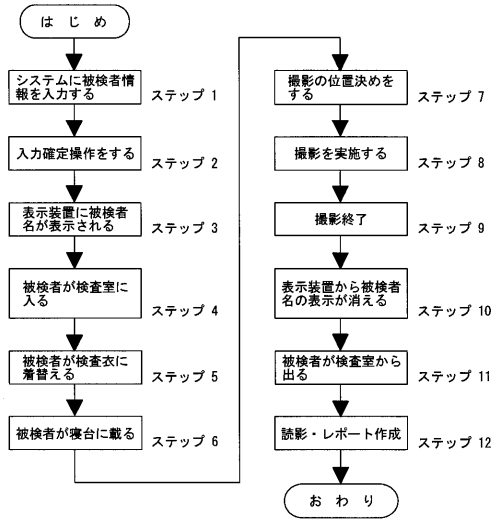 はじめ
システムに被検者情
報を入力する
ステップ 1
入力確定操作をする
ステップ 2
表示装置に被検者
名が表示される
ステップ 3
被検者が検査室に
入る
ステップ 4
被検者が検査衣に
着替える
ステップ 5
被検者が寝台に載る
ステップ 6
撮影の位置決めを
する
ステップ 7
撮影を実施する
ステップ 8
撮影終了
ステップ 9
表示装置から被検者
名の表示が消える
ステップ 10
被検者が検査室から
出る
ステップ 11
読影・レポート作成
ステップ 12
おわり